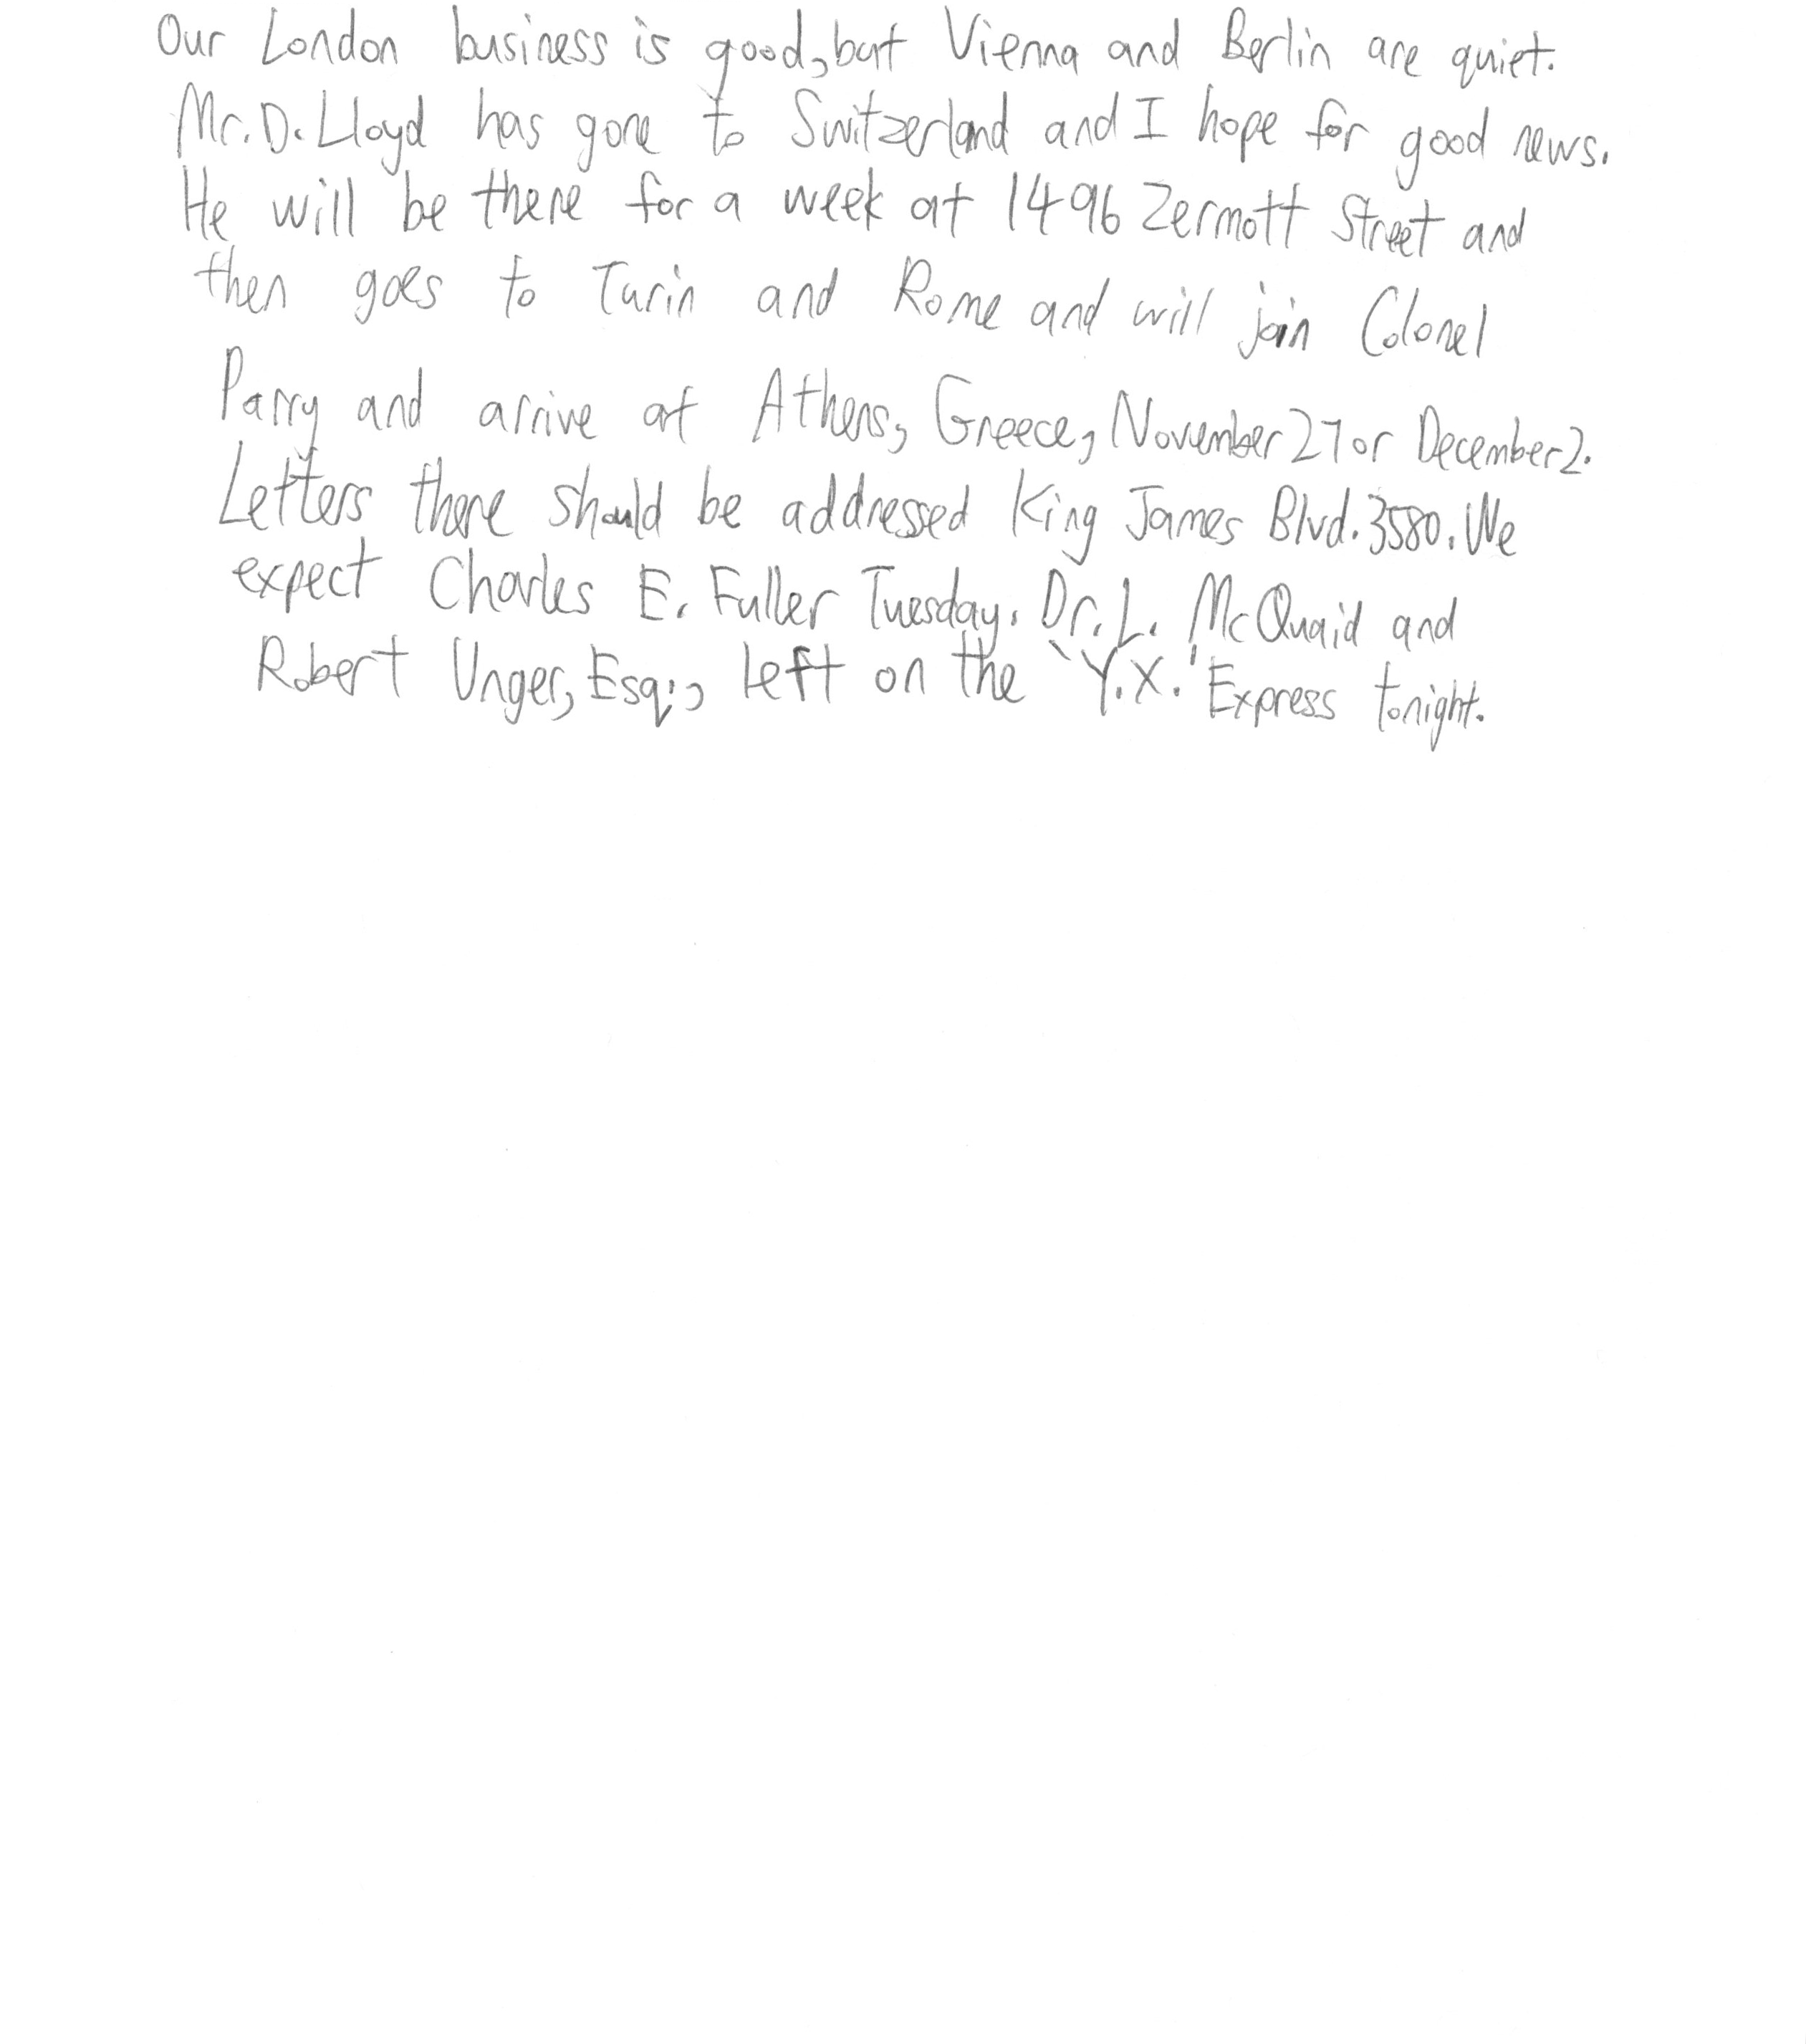 Our London business is good, but Vienna and Berlin are quiet.
Mr. D. Lloyd has gone to Switzerland and I hope for good news.
He will be there for a week at 1496 Zermott Street and
then goes to Turin and Rome and will join Colonel
Parry and arrive at Athens, Greece, November 27 or December 2.
Letters there should be addressed King James Blvd. 3580. We
expect Charles E. Fuller Tuesday. Dr. L. McQuaid and
Robert Unger, Esq., left on the 'Y.X.' Express tonight.